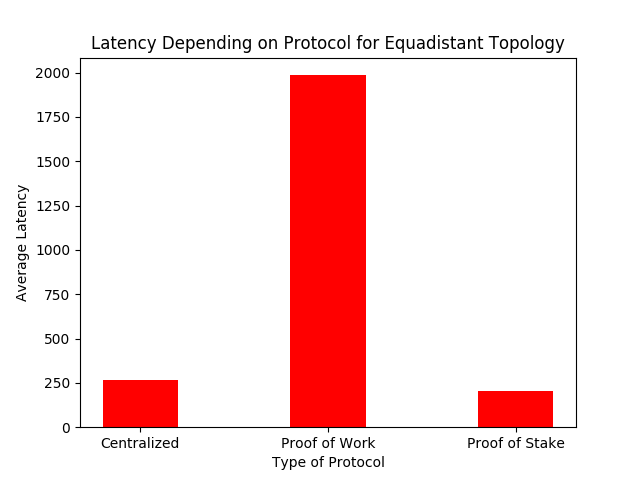 Latency Depending on Protocol for Equadistant Topology
2000
1750
1500
1250
1000
750
500
250
0
Average Latency
Centralized
Proof of Work
Proof of Stake
Type of Protocol